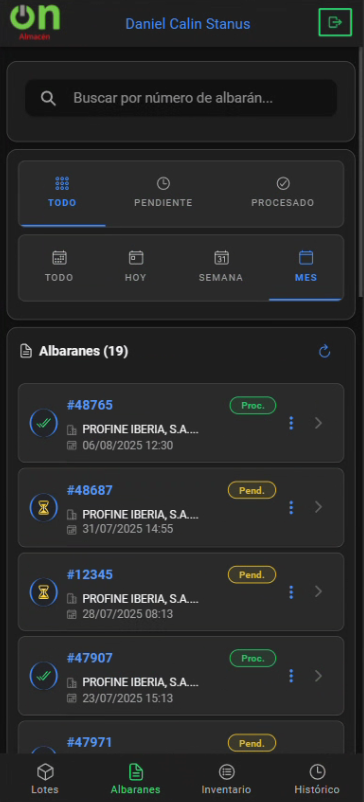 on
Almacén
Daniel Calin Stanus
Buscar por número de albarán...
TODO
PENDIENTE
PROCESADO
TODO
HOY
31
SEMANA
MES
Albaranes (19)
#48765
Proc.
PROFINE IBERIA, S.A....
06/08/2025 12:30
#48687
Pend.
PROFINE IBERIA, S.A....
31/07/2025 14:55
#12345
Pend.
PROFINE IBERIA, S.A....
28/07/2025 08:13
#47907
Proc.
PROFINE IBERIA, S.A....
23/07/2025 15:13
#47971
Pend.
Lotes
Albaranes
Inventario
Histórico